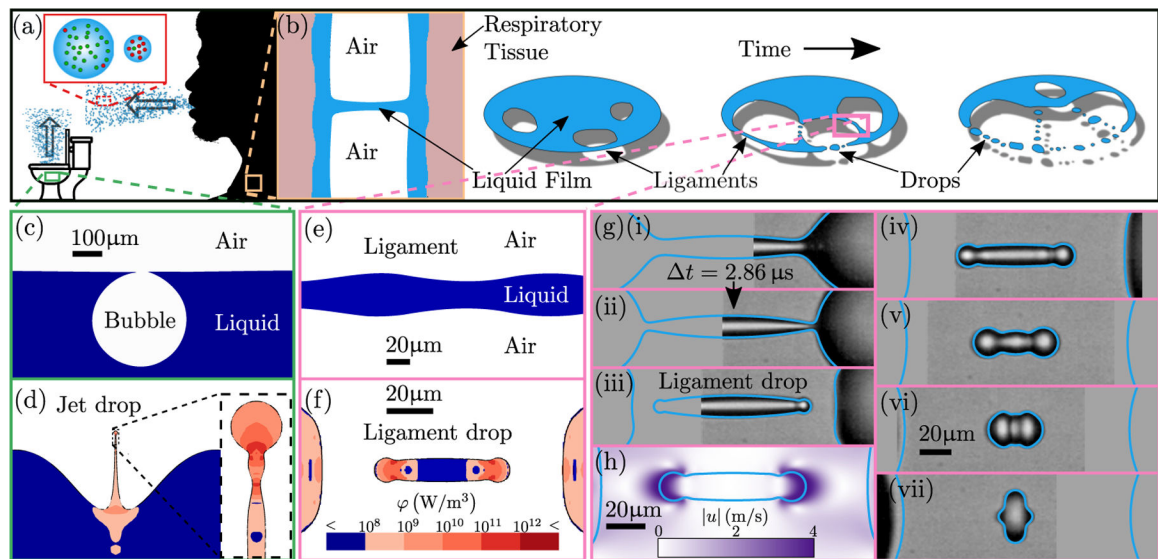 (a)
(b)
Air
Respiratory
Tissue
Time
Air
Liquid Film
Ligaments
Drops
(c)
100μm
Air
Bubble
Liquid
(d)
Jet drop
(e)
Ligament
Air
Liquid
20μm
Air
(f)
20μm
Ligament drop
φ (W/m³)
< 10⁸ 10⁹ 10¹⁰ 10¹¹ 10¹² <
(g)(i)
Δt = 2.86 μs
(ii)
(iii)
Ligament drop
(h)
20μm
|u| (m/s)
0 2 4
(iv)
(v)
(vi)
20μm
(vii)